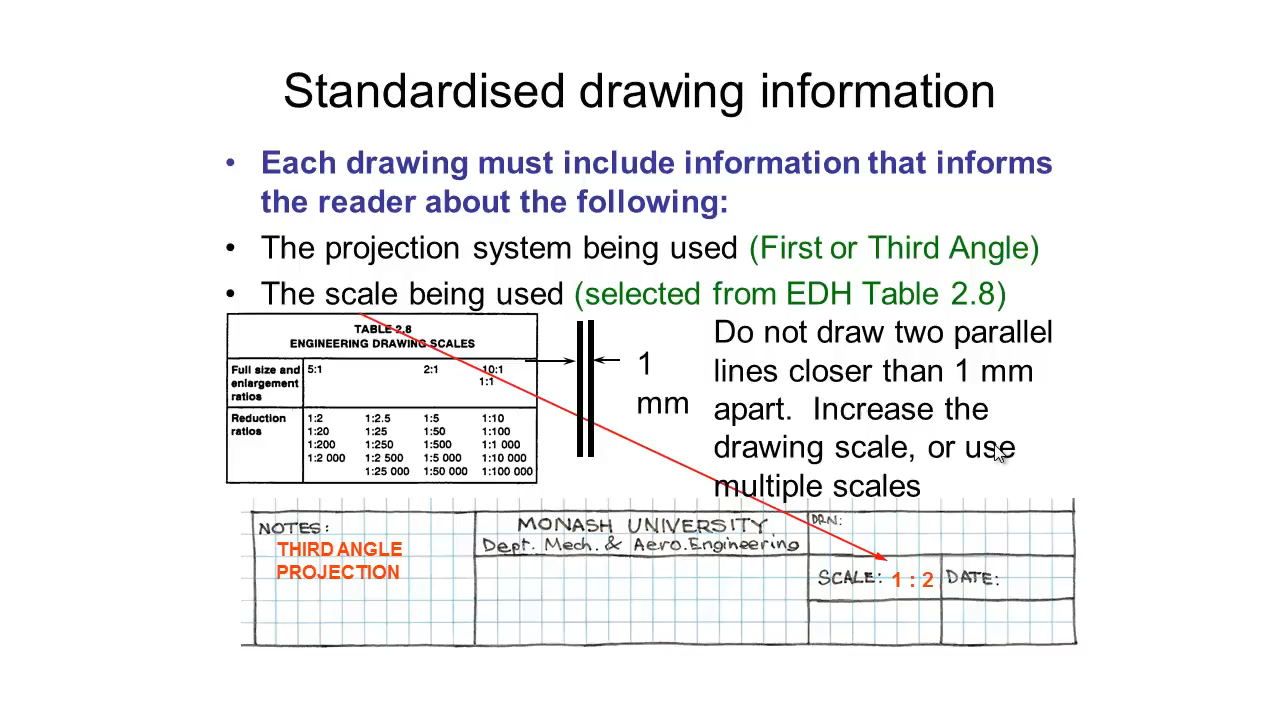 Standardised drawing information
• Each drawing must include information that informs
the reader about the following:
• The projection system being used (First or Third Angle)
• The scale being used (selected from EDH Table 2.8)
TABLE 2.8
ENGINEERING DRAWING SCALES
Full size and enlargement ratios
5:1 2:1 10:1
1:1
Reduction ratios
1:2 1:2.5 1:5 1:10
1:20 1:25 1:50 1:100
1:200 1:250 1:500 1:1 000
1:2 000 1:2 500 1:5 000 1:10 000
1:25 000 1:50 000 1:100 000
1
mm
Do not draw two parallel
lines closer than 1 mm
apart. Increase the
drawing scale, or use
multiple scales
NOTES:
THIRD ANGLE
PROJECTION
MONASH UNIVERSITY
Dept. Mech. & Aero. Engineering
DRN:
SCALE: 1 : 2 DATE: